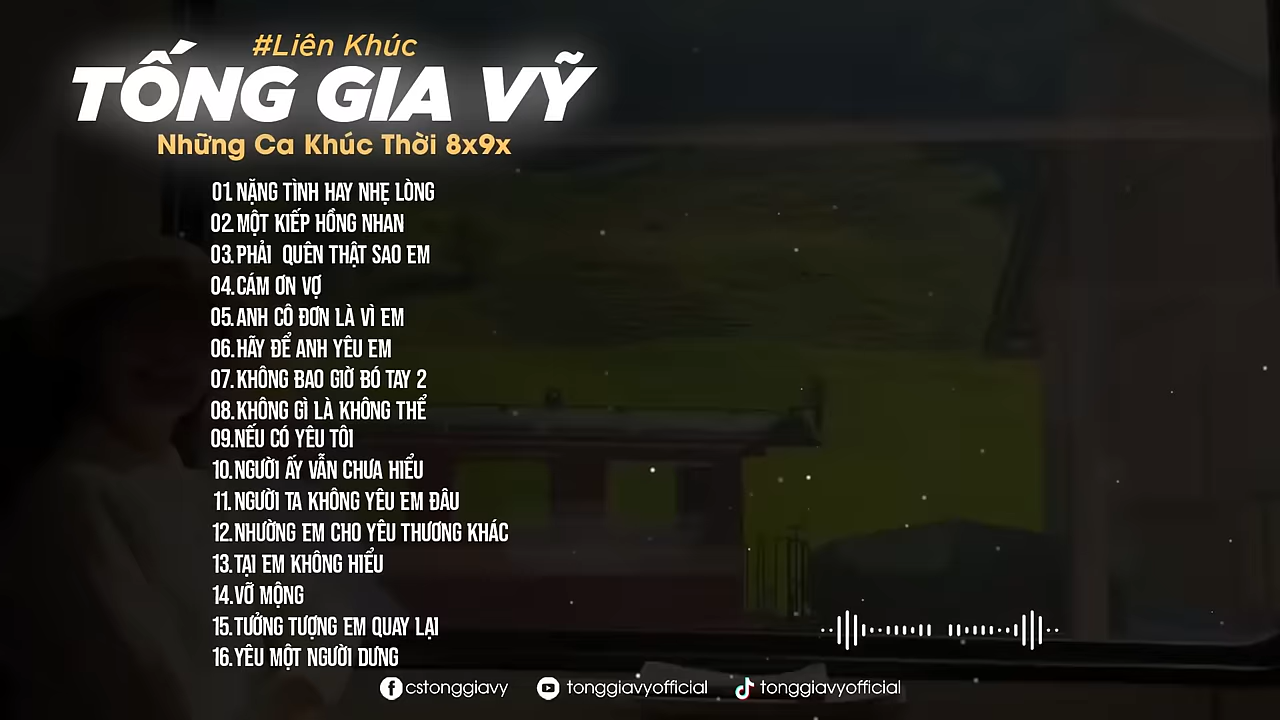 #Liên Khúc
TỐNG GIA VỸ
Những Ca Khúc Thời 8x9x
01.NẶNG TÌNH HAY NHẸ LÒNG
02.MỘT KIẾP HỒNG NHAN
03.PHẢI QUÊN THẬT SAO EM
04.CÁM ƠN VỢ
05.ANH CÔ ĐƠN LÀ VÌ EM
06.HÃY ĐỂ ANH YÊU EM
07.KHÔNG BAO GIỜ BÓ TAY 2
08.KHÔNG GÌ LÀ KHÔNG THỂ
09.NẾU CÓ YÊU TÔI
10.NGƯỜI ẤY VẪN CHƯA HIỂU
11.NGƯỜI TA KHÔNG YÊU EM ĐÂU
12.NHƯỜNG EM CHO YÊU THƯƠNG KHÁC
13.TẠI EM KHÔNG HIỂU
14.VỠ MỘNG
15.TƯỞNG TƯỢNG EM QUAY LẠI
16.YÊU MỘT NGƯỜI DƯNG
cstonggiavy tonggiavyofficial tonggiavyofficial